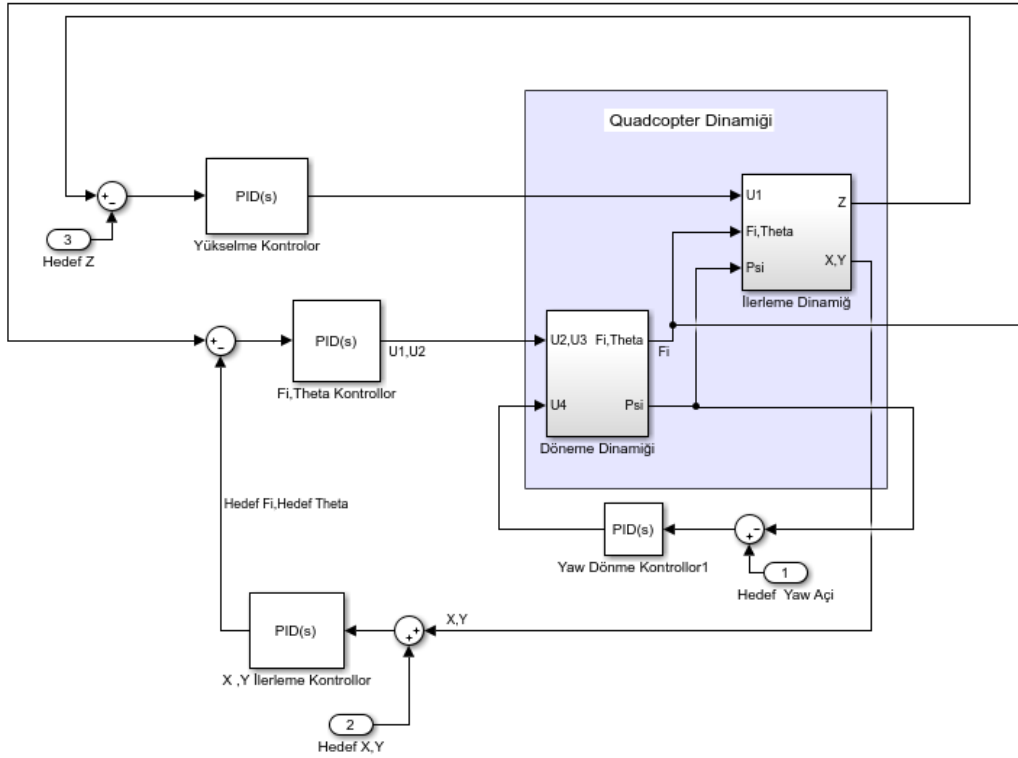 Quadcopter Dinamiği
PID(s)
Yükselme Kontrolor
+
−
3
Hedef Z
U1
Fi,Theta
Psi
Z
X,Y
İlerleme Dinamiğ
+
−
PID(s)
Fi,Theta Kontrollor
U1,U2
U2,U3
Fi,Theta
U4
Psi
Döneme Dinamiği
Fi
Hedef Fi,Hedef Theta
PID(s)
Yaw Dönme Kontrollor1
−
+
1
Hedef Yaw Açi
PID(s)
X ,Y İlerleme Kontrollor
+
+
X,Y
2
Hedef X,Y